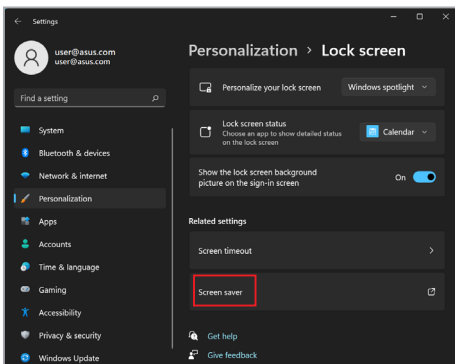 Settings
user@asus.com
user@asus.com
Find a setting
System
Bluetooth & devices
Network & internet
Personalization
Apps
Accounts
Time & language
Gaming
Accessibility
Privacy & security
Windows Update
Personalization > Lock screen
Personalize your lock screen
Windows spotlight
Lock screen status
Choose an app to show detailed status
on the lock screen
Calendar
Show the lock screen background
picture on the sign-in screen
On
Related settings
Screen timeout
Screen saver
Get help
Give feedback